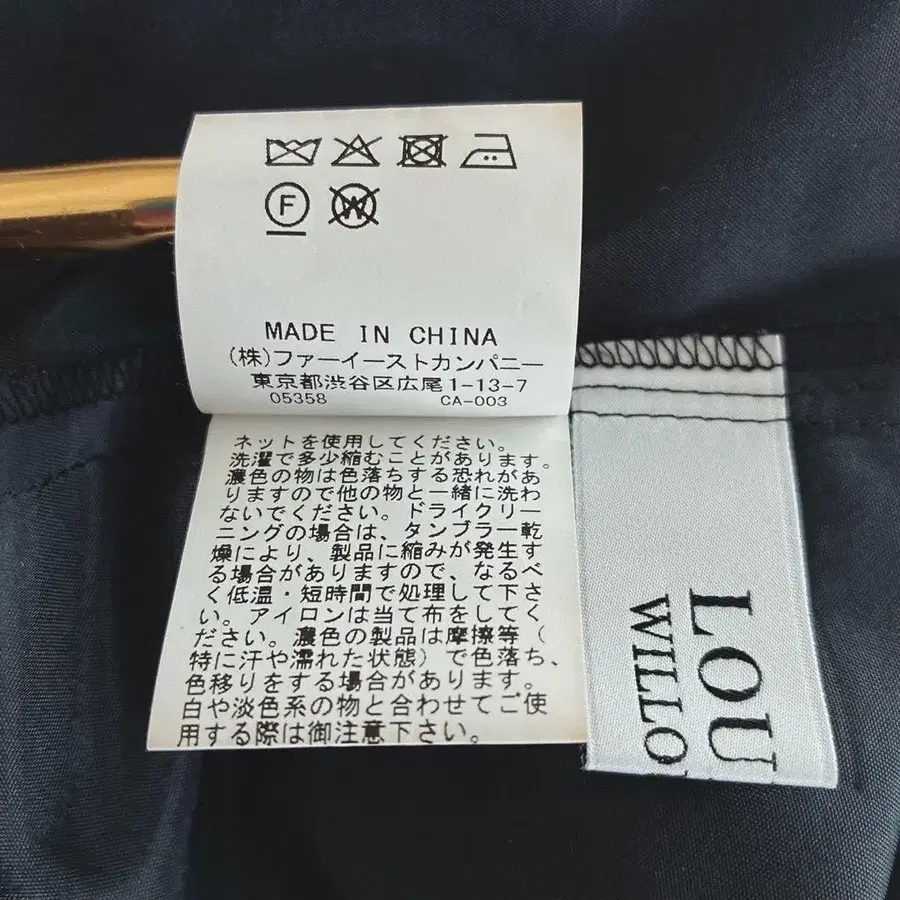 F
W
MADE IN CHINA
(株)ファーイーストカンパニー
東京都渋谷区広尾1-13-7
05358 CA-003
ネットを使用してください。
洗濯で多少縮むことがあります。
濃色の物は色落ちする恐れがあ
りますので他の物と一緒に洗わ
ないでください。ドライクリー
ニングの場合は、タンブラー乾
燥により、製品に縮みが発生す
る場合がありますので、なるべ
く低温・短時間で処理して下さ
い。アイロンは当て布をしてく
ださい。濃色の製品は摩擦等(
特に汗や濡れた状態)で色落ち、
色移りをする場合があります。
白や淡色系の物と合わせてご使
用する際は御注意下さい。
LOU
WILLO